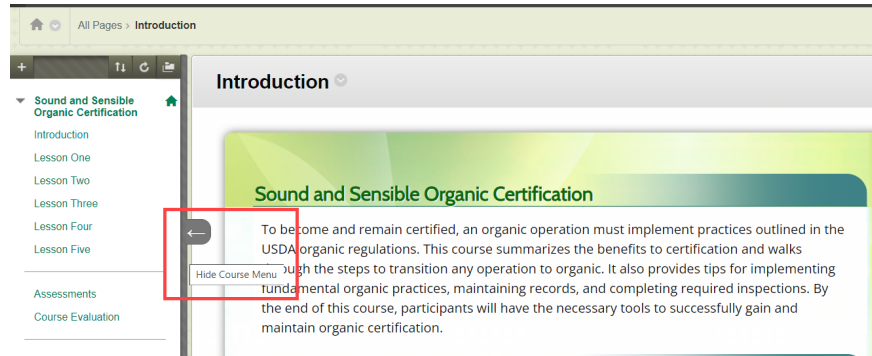 All Pages > Introduction
Introduction
Sound and Sensible
Organic Certification
Introduction
Lesson One
Lesson Two
Lesson Three
Lesson Four
Lesson Five
Assessments
Course Evaluation
Hide Course Menu
Sound and Sensible Organic Certification
To become and remain certified, an organic operation must implement practices outlined in the
USDA organic regulations. This course summarizes the benefits to certification and walks
through the steps to transition any operation to organic. It also provides tips for implementing
fundamental organic practices, maintaining records, and completing required inspections. By
the end of this course, participants will have the necessary tools to successfully gain and
maintain organic certification.